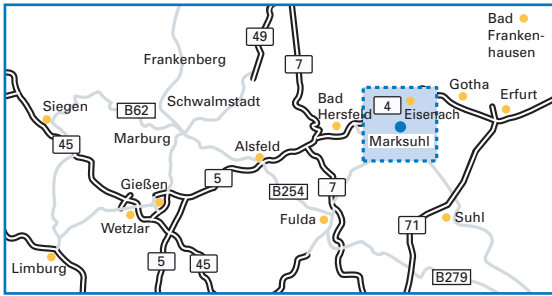 Bad
Franken-
hausen
49
Frankenberg
7
Gotha
Siegen
B62
Schwalmstadt
Bad
Hersfeld
4
Eisenach
Erfurt
Marburg
Alsfeld
Marksuhl
45
Gießen
5
B254
7
Wetzlar
Fulda
71
Suhl
Limburg
5
45
B279